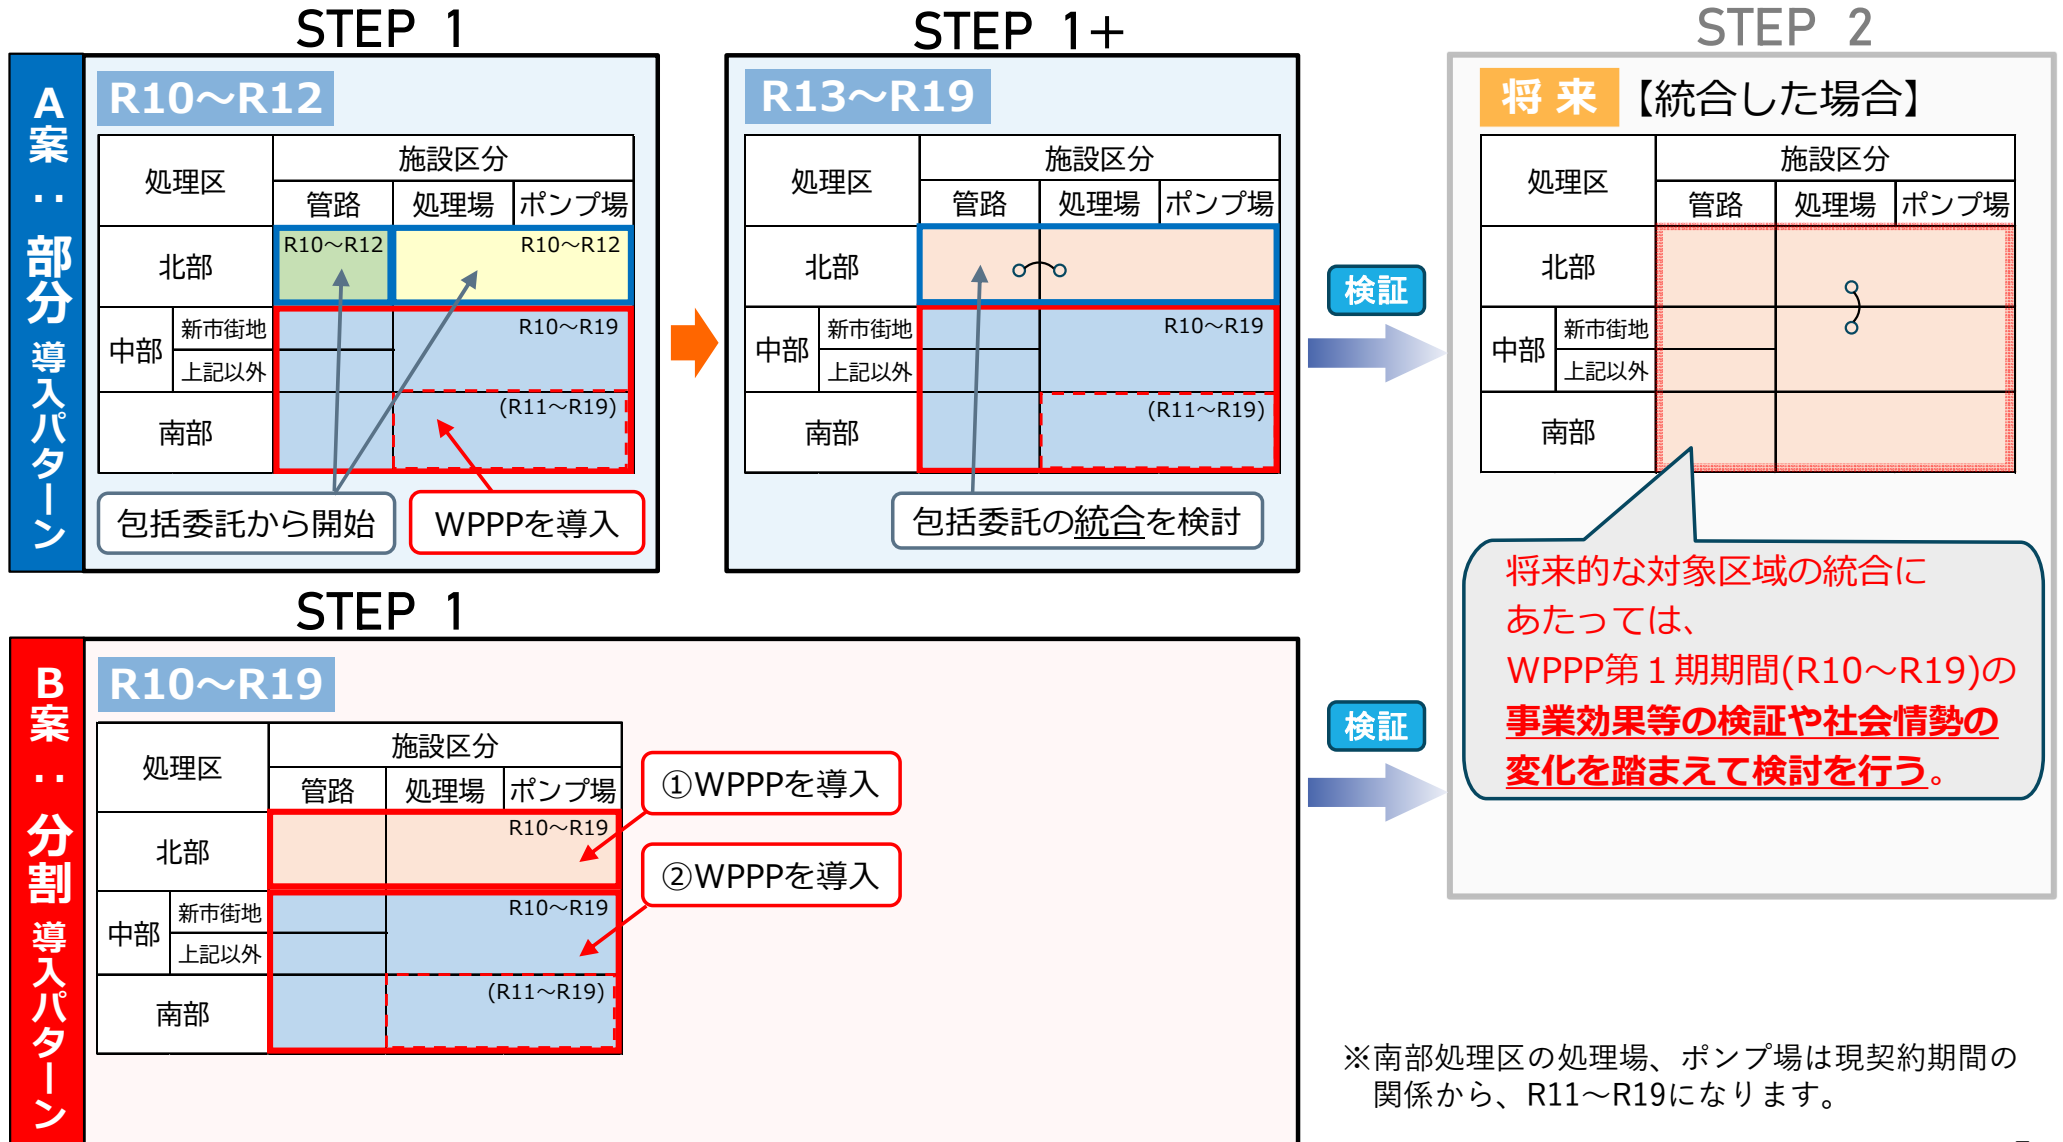 A案：部分 導入パターン
STEP 1
R10～R12
処理区
施設区分
管路
処理場
ポンプ場
北部
R10～R12
R10～R12
中部
新市街地
上記以外
R10～R19
南部
(R11～R19)
包括委託から開始
WPPPを導入
STEP 1+
R13～R19
処理区
施設区分
管路
処理場
ポンプ場
北部
中部
新市街地
上記以外
R10～R19
南部
(R11～R19)
包括委託の統合を検討
検証
STEP 2
将来【統合した場合】
処理区
施設区分
管路
処理場
ポンプ場
北部
中部
新市街地
上記以外
南部
将来的な対象区域の統合に
あたっては、
WPPP第１期期間(R10～R19)の
事業効果等の検証や社会情勢の
変化を踏まえて検討を行う。
B案：分割 導入パターン
STEP 1
R10～R19
処理区
施設区分
管路
処理場
ポンプ場
北部
R10～R19
中部
新市街地
上記以外
R10～R19
南部
(R11～R19)
①WPPPを導入
②WPPPを導入
検証
※南部処理区の処理場、ポンプ場は現契約期間の
関係から、R11～R19になります。